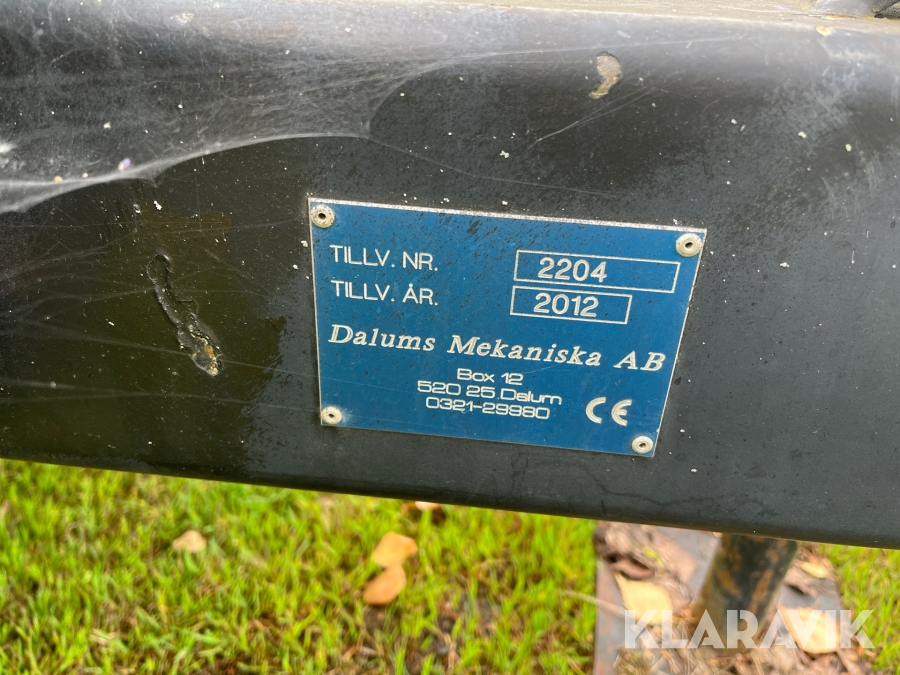 TILLV. NR. 2204
TILLV. ÅR. 2012
Dalums Mekaniska AB
Box 12
520 25 Dalum
0321-29980
CE
KLARAVIK